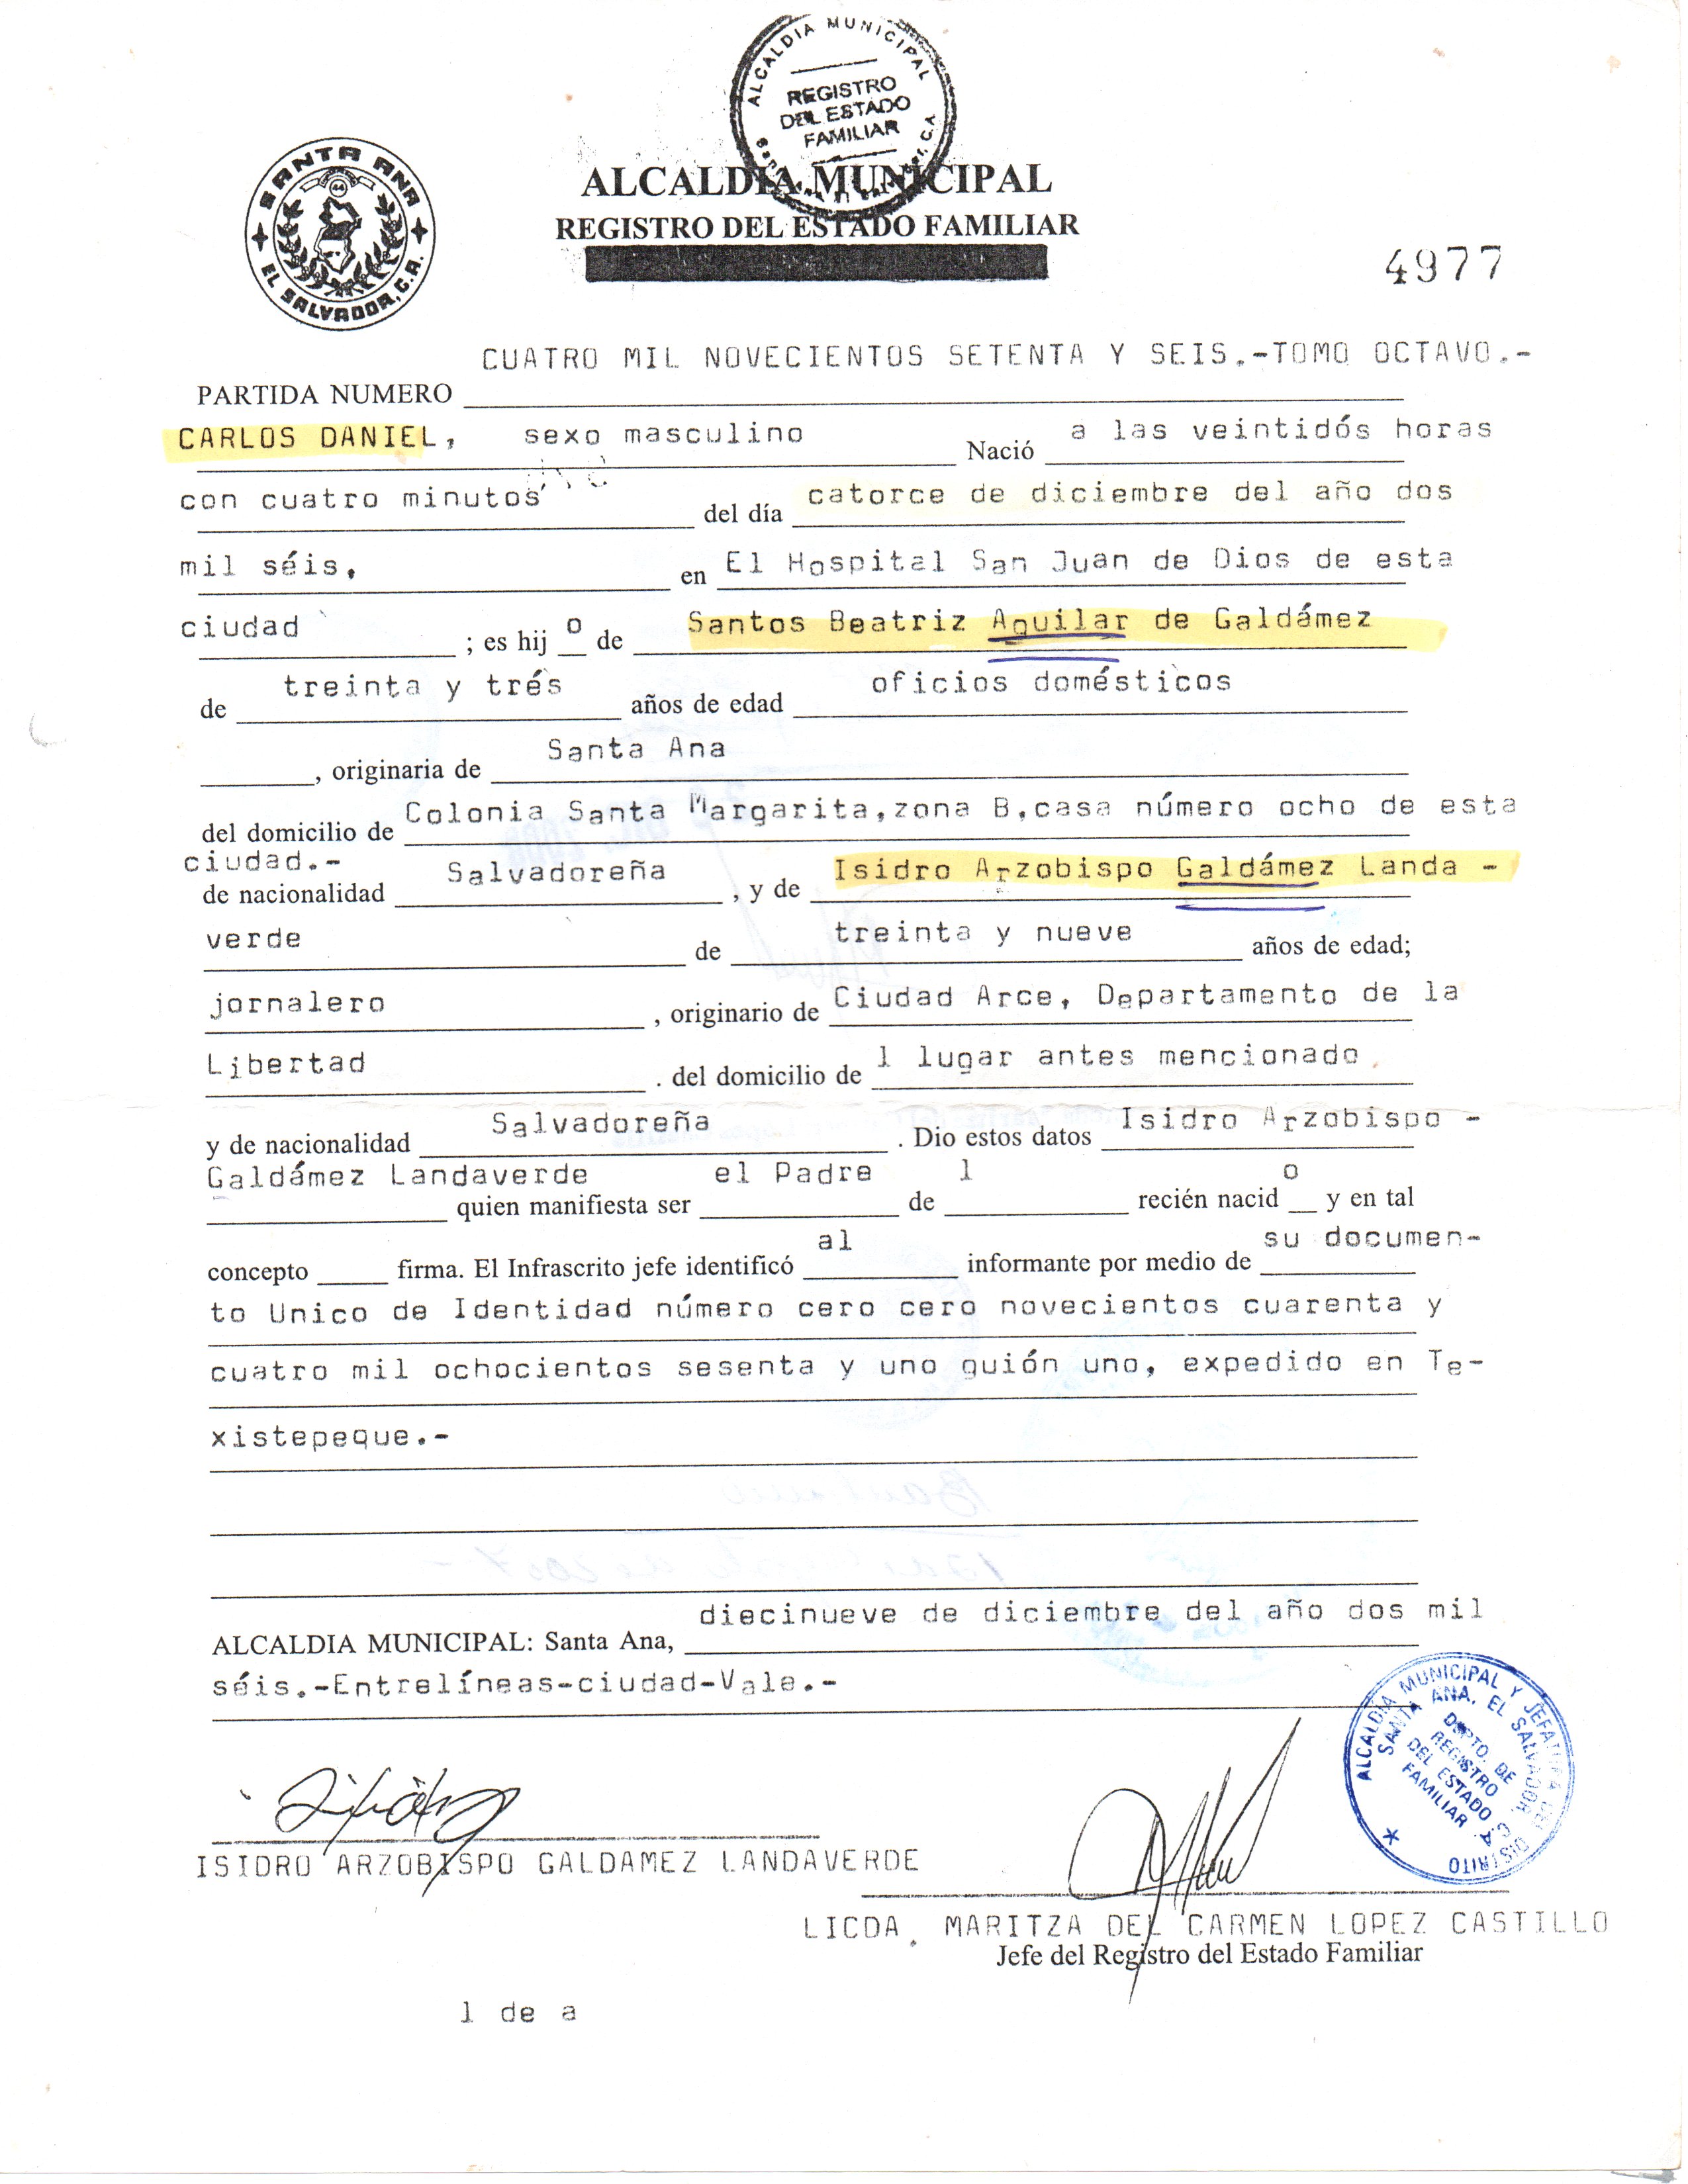 ALCALDIA MUNICIPAL
REGISTRO
DEL ESTADO
FAMILIAR
SANTA ANA
44
EL SALVADOR, C.A.
ALCALDIA MUNICIPAL
REGISTRO DEL ESTADO FAMILIAR
4977
CUATRO MIL NOVECIENTOS SETENTA Y SEIS.-TOMO OCTAVO.-
PARTIDA NUMERO
CARLOS DANIEL, sexo masculino Nació a las veintidós horas
con cuatro minutos del día catorce de diciembre del año dos
mil séis, en El Hospital San Juan de Dios de esta
ciudad ; es hij o de Santos Beatriz Aguilar de Galdámez
de treinta y trés años de edad oficios domésticos
, originaria de Santa Ana
del domicilio de Colonia Santa Margarita,zona B,casa número ocho de esta
ciudad.-
de nacionalidad Salvadoreña , y de Isidro Arzobispo Galdámez Landa -
verde de treinta y nueve años de edad;
jornalero , originario de Ciudad Arce, Departamento de la
Libertad . del domicilio de l lugar antes mencionado
y de nacionalidad Salvadoreña . Dio estos datos Isidro Arzobispo -
Galdámez Landaverde quien manifiesta ser el Padre de l recién nacid o y en tal
concepto firma. El Infrascrito jefe identificó al informante por medio de su documen-
to Unico de Identidad número cero cero novecientos cuarenta y
cuatro mil ochocientos sesenta y uno guión uno, expedido en Te-
xistepeque.-
ALCALDIA MUNICIPAL: Santa Ana, diecinueve de diciembre del año dos mil
séis.-Entrelíneas-ciudad-Vale.-
ALCALDIA MUNICIPAL Y JEFATURA DEL DISTRITO
SANTA ANA, EL SALVADOR, C.A.
DEPTO. DE
REGISTRO
DEL ESTADO
FAMILIAR
ISIDRO ARZOBISPO GALDAMEZ LANDAVERDE
LICDA. MARITZA DEL CARMEN LOPEZ CASTILLO
Jefe del Registro del Estado Familiar
l de a